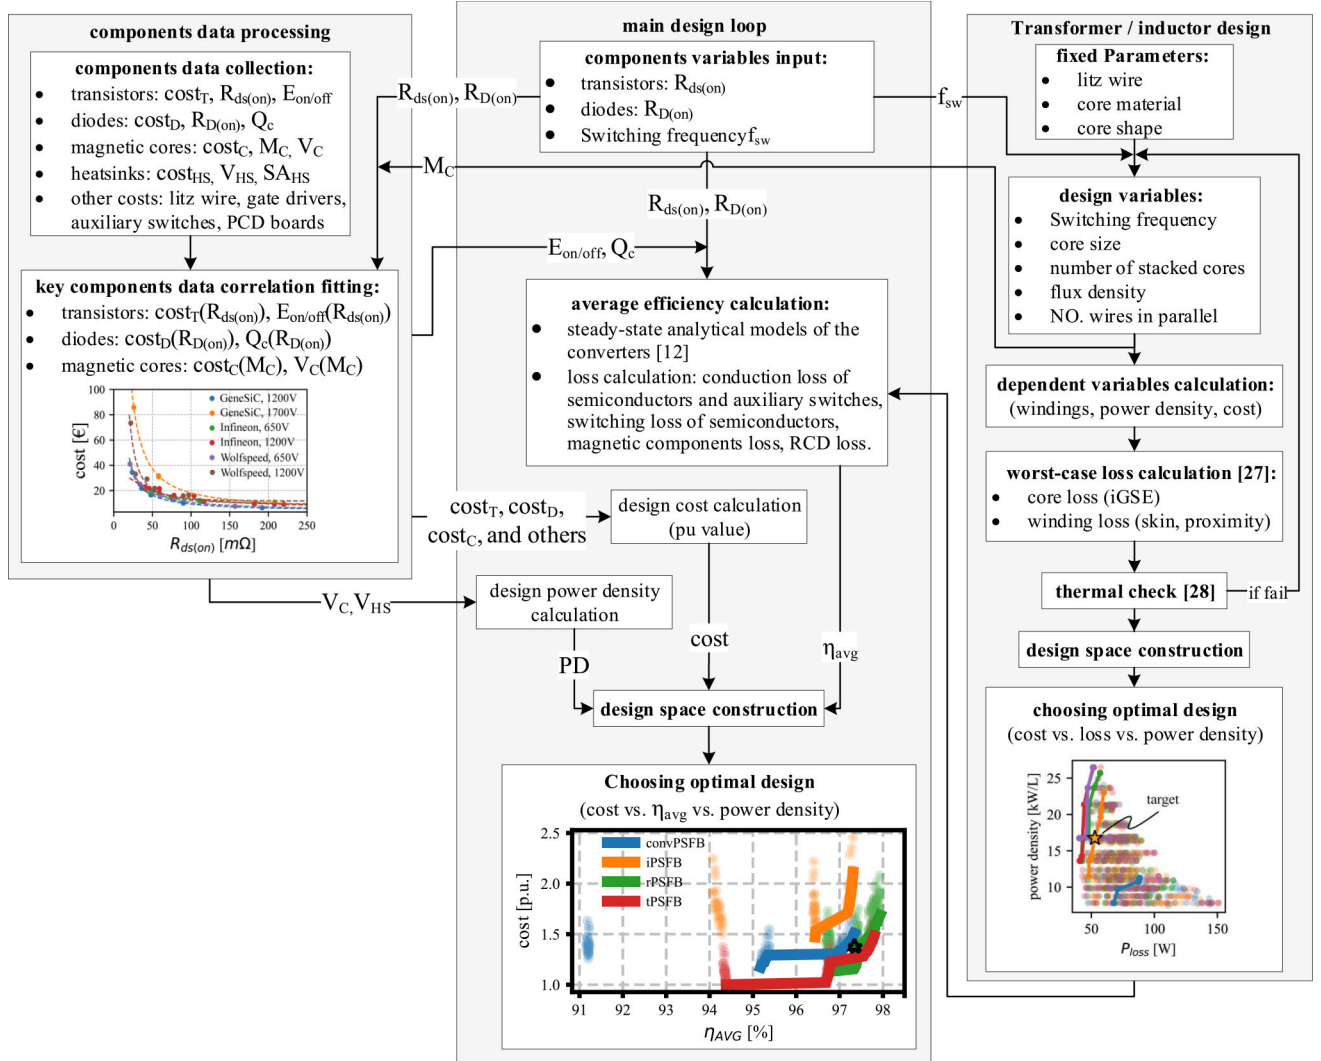 components data processing
components data collection:
• transistors: cost_T, R_ds(on), E_on/off
• diodes: cost_D, R_D(on), Q_c
• magnetic cores: cost_C, M_C, V_C
• heatsinks: cost_HS, V_HS, SA_HS
• other costs: litz wire, gate drivers,
auxiliary switches, PCD boards
key components data correlation fitting:
• transistors: cost_T(R_ds(on)), E_on/off(R_ds(on))
• diodes: cost_D(R_D(on)), Q_c(R_D(on))
• magnetic cores: cost_C(M_C), V_C(M_C)
100
80
60
40
20
cost [€]
GeneSiC, 1200V
GeneSiC, 1700V
Infineon, 650V
Infineon, 1200V
Wolfspeed, 650V
Wolfspeed, 1200V
0 50 100 150 200 250
R_ds(on) [mΩ]
R_ds(on), R_D(on)
M_C
E_on/off, Q_c
cost_T, cost_D,
cost_C, and others
V_C, V_HS
main design loop
components variables input:
• transistors: R_ds(on)
• diodes: R_D(on)
• Switching frequencyf_sw
R_ds(on), R_D(on)
average efficiency calculation:
• steady-state analytical models of the
converters [12]
• loss calculation: conduction loss of
semiconductors and auxiliary switches,
switching loss of semiconductors,
magnetic components loss, RCD loss.
design cost calculation
(pu value)
design power density
calculation
PD
cost
η_avg
design space construction
Choosing optimal design
(cost vs. η_avg vs. power density)
2.5
2.0
1.5
1.0
cost [p.u.]
convPSFB
iPSFB
rPSFB
tPSFB
91 92 93 94 95 96 97 98
η_AVG [%]
f_sw
Transformer / inductor design
fixed Parameters:
• litz wire
• core material
• core shape
design variables:
• Switching frequency
• core size
• number of stacked cores
• flux density
• NO. wires in parallel
dependent variables calculation:
(windings, power density, cost)
worst-case loss calculation [27]:
• core loss (iGSE)
• winding loss (skin, proximity)
thermal check [28]
if fail
design space construction
choosing optimal design
(cost vs. loss vs. power density)
25
20
15
10
power density [kW/L]
target
50 100 150
P_loss [W]